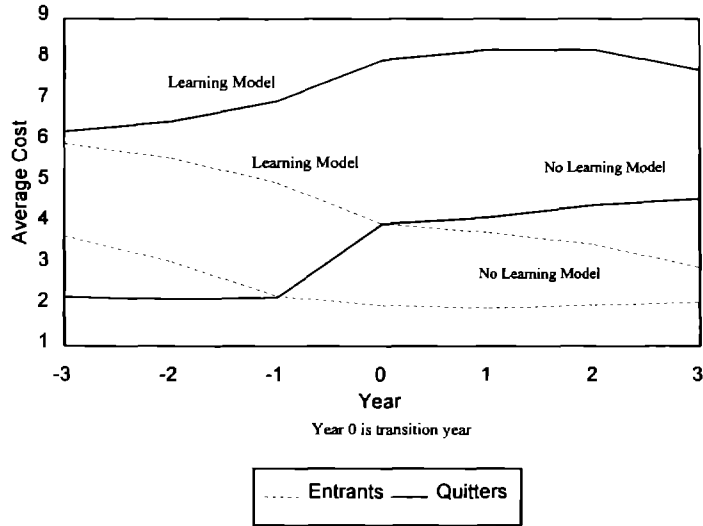 9
8
7
6
5
4
3
2
1
Average Cost
Learning Model
Learning Model
No Learning Model
No Learning Model
-3 -2 -1 0 1 2 3
Year
Year 0 is transition year
Entrants Quitters